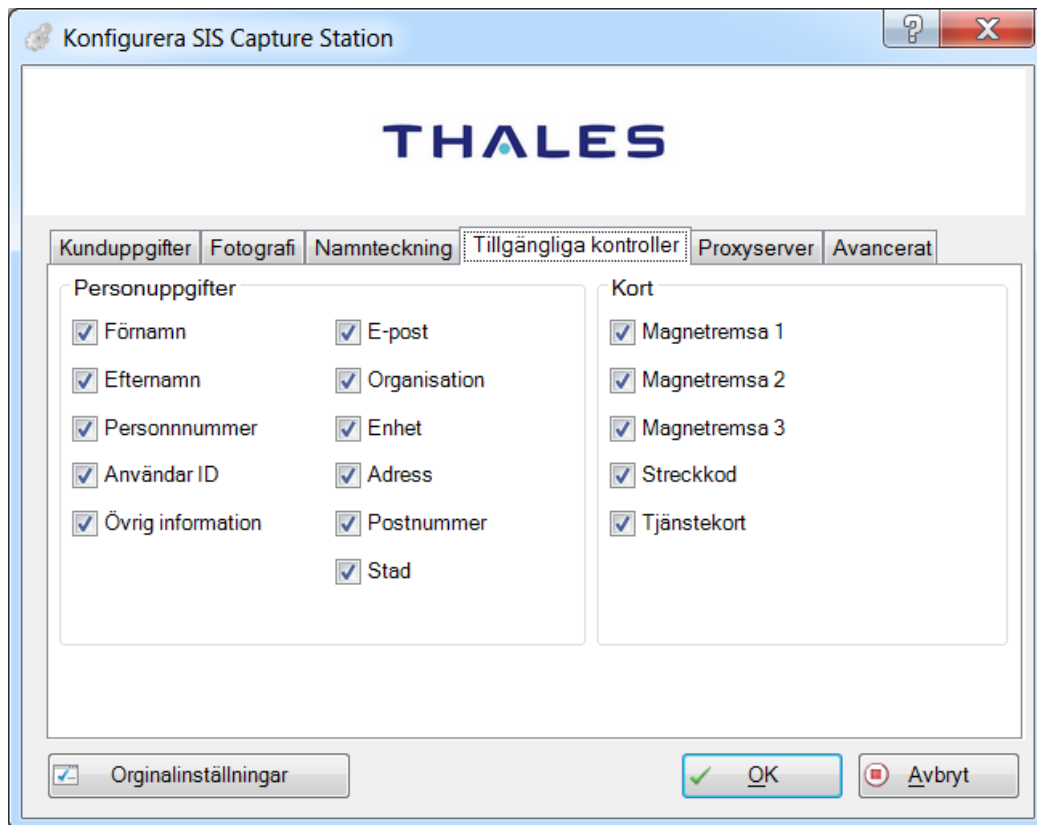 Konfigurera SIS Capture Station
THALES
Kunduppgifter Fotografi Namnteckning Tillgängliga kontroller Proxyserver Avancerat
Personuppgifter
Förnamn
Efternamn
Personnnummer
Användar ID
Övrig information
E-post
Organisation
Enhet
Adress
Postnummer
Stad
Kort
Magnetremsa 1
Magnetremsa 2
Magnetremsa 3
Streckkod
Tjänstekort
Orginalinställningar
OK
Avbryt